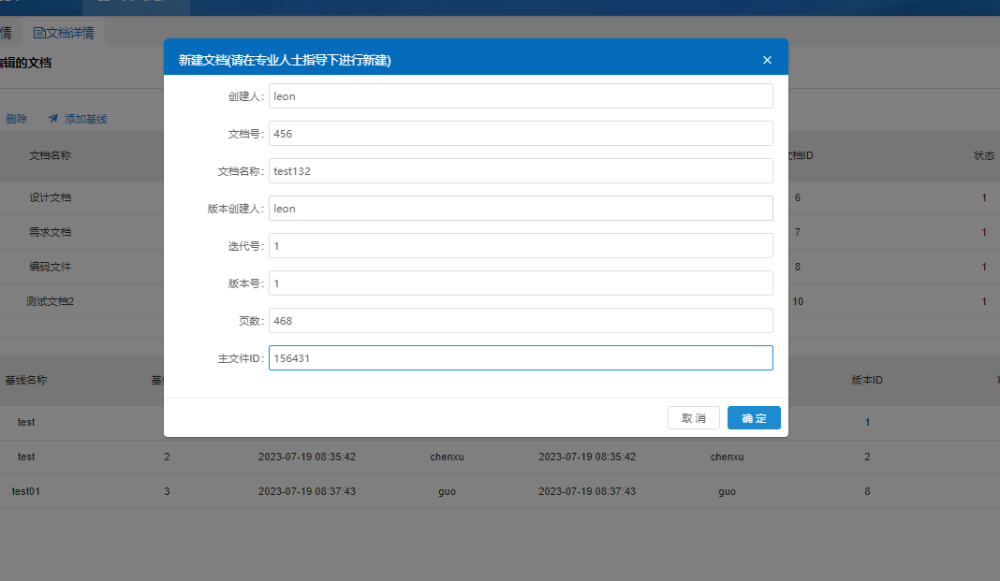 情 文档详情
编辑的文档
新建文档(请在专业人士指导下进行新建) ×
创建人: leon
文档号: 456
文档名称: test132
版本创建人: leon
迭代号: 1
版本号: 1
页数: 468
主文件ID: 156431
取 消 确 定
删除 添加基线
文档名称 文档ID 状态
设计文档 6 1
需求文档 7 1
编码文件 8 1
测试文档2 10 1
基线名称 版本ID
test 1
test 2 2023-07-19 08:35:42 chenxu 2023-07-19 08:35:42 chenxu 2
test01 3 2023-07-19 08:37:43 guo 2023-07-19 08:37:43 guo 8